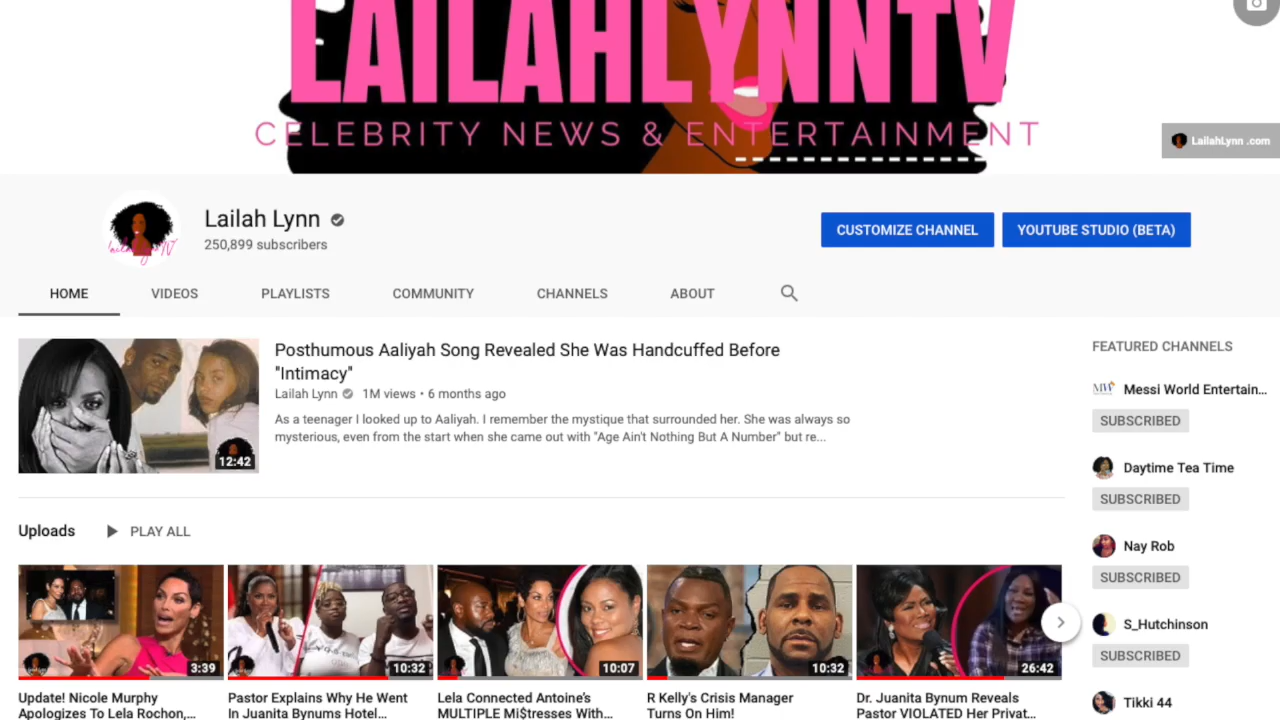 LAILAHLYNNTV
CELEBRITY NEWS & ENTERTAINMENT
LailahLynn .com
Lailah Lynn
250,899 subscribers
CUSTOMIZE CHANNEL
YOUTUBE STUDIO (BETA)
HOME
VIDEOS
PLAYLISTS
COMMUNITY
CHANNELS
ABOUT
12:42
Posthumous Aaliyah Song Revealed She Was Handcuffed Before
"Intimacy"
Lailah Lynn 1M views • 6 months ago
As a teenager I looked up to Aaliyah. I remember the mystique that surrounded her. She was always so
mysterious, even from the start when she came out with "Age Ain't Nothing But A Number" but re...
Uploads
PLAY ALL
3:39
Update! Nicole Murphy
Apologizes To Lela Rochon,...
10:32
Pastor Explains Why He Went
In Juanita Bynums Hotel...
10:07
Lela Connected Antoine's
MULTIPLE Mi$tresses With...
10:32
R Kelly's Crisis Manager
Turns On Him!
26:42
Dr. Juanita Bynum Reveals
Pastor VIOLATED Her Privat...
FEATURED CHANNELS
Messi World Entertain...
SUBSCRIBED
Daytime Tea Time
SUBSCRIBED
Nay Rob
SUBSCRIBED
S_Hutchinson
SUBSCRIBED
Tikki 44